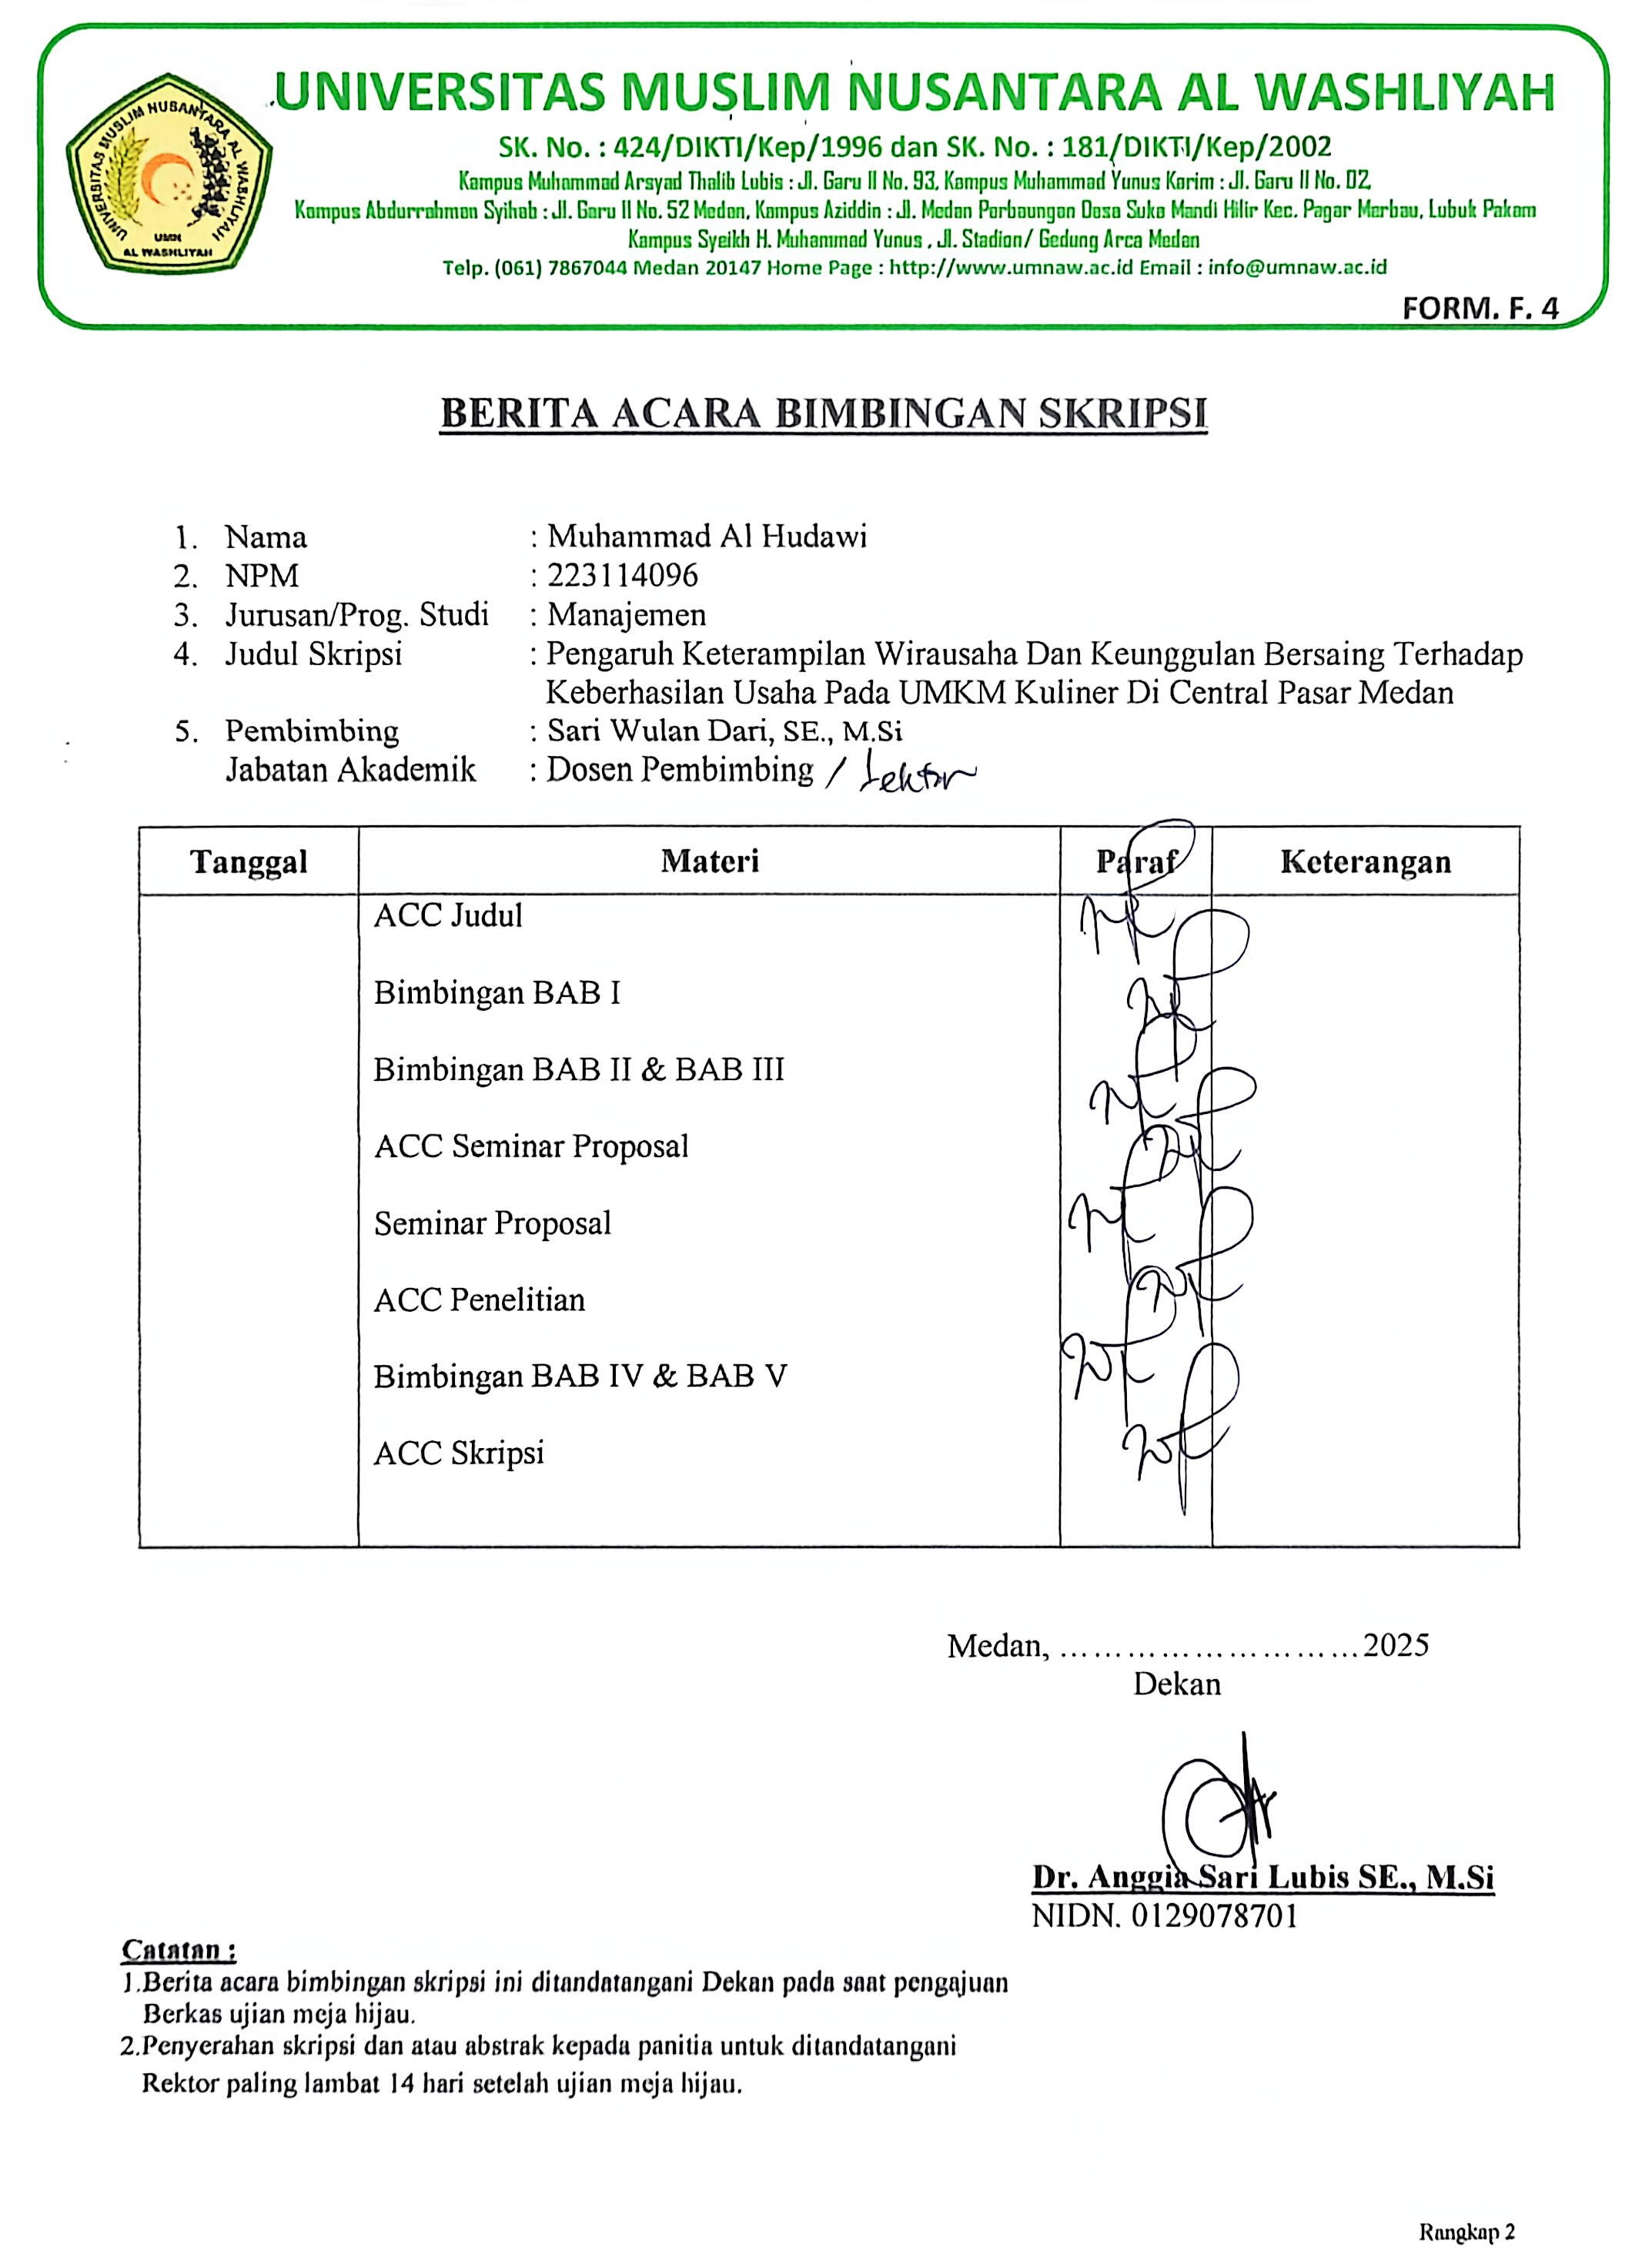 UNIVERSITAS MUSLIM NUSANTARA AL WASHLIYAH
UMN
AL WASHLIYAH
UNIVERSITAS MUSLIM NUSANTARA AL WASHLIYAH
SK. No. : 424/DIKTI/Kep/1996 dan SK. No. : 181/DIKTI/Kep/2002
Kampus Muhammad Arsyad Thalib Lubis : Jl. Garu II No. 93, Kampus Muhammad Yunus Karim : Jl. Garu II No. 02,
Kampus Abdurrahman Syihab : Jl. Garu II No. 52 Medan, Kampus Aziddin : Jl. Medan Perbaungan Desa Suka Mandi Hilir Kec. Pagar Merbau, Lubuk Pakam
Kampus Syeikh H. Muhammad Yunus , Jl. Stadion/ Gedung Arca Medan
Telp. (061) 7867044 Medan 20147 Home Page : http://www.umnaw.ac.id Email : info@umnaw.ac.id
FORM. F. 4
BERITA ACARA BIMBINGAN SKRIPSI
1. Nama : Muhammad Al Hudawi
2. NPM : 223114096
3. Jurusan/Prog. Studi : Manajemen
4. Judul Skripsi : Pengaruh Keterampilan Wirausaha Dan Keunggulan Bersaing Terhadap
Keberhasilan Usaha Pada UMKM Kuliner Di Central Pasar Medan
5. Pembimbing : Sari Wulan Dari, SE., M.Si
Jabatan Akademik : Dosen Pembimbing / Lektor
Tanggal Materi Paraf Keterangan
ACC Judul
Bimbingan BAB I
Bimbingan BAB II & BAB III
ACC Seminar Proposal
Seminar Proposal
ACC Penelitian
Bimbingan BAB IV & BAB V
ACC Skripsi
Medan, ..............................2025
Dekan
Dr. Anggia Sari Lubis SE., M.Si
NIDN. 0129078701
Catatan :
1.Berita acara bimbingan skripsi ini ditandatangani Dekan pada saat pengajuan
Berkas ujian meja hijau.
2.Penyerahan skripsi dan atau abstrak kepada panitia untuk ditandatangani
Rektor paling lambat 14 hari setelah ujian meja hijau.
Rangkap 2